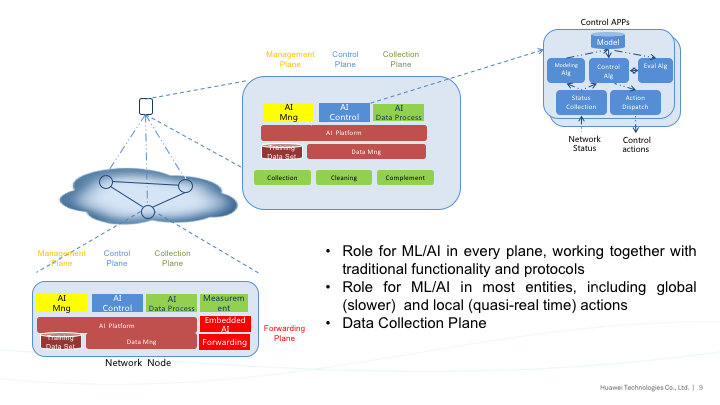 Control APPs
Model
Modeling
Alg
Control
Alg
Eval Alg
Status
Collection
Action
Dispatch
Network
Status
Control
actions
Management
Plane
Control
Plane
Collection
Plane
AI
Mng
AI
Control
AI
Data Process
AI Platform
Training
Data Set
Data Mng
Collection
Cleaning
Complement
Management
Plane
Control
Plane
Collection
Plane
AI
Mng
AI
Control
AI
Data Process
Measurem
ent
AI Platform
Embedded
AI
Training
Data Set
Data Mng
Forwarding
Forwarding
Plane
Network Node
• Role for ML/AI in every plane, working together with
traditional functionality and protocols
• Role for ML/AI in most entities, including global
(slower) and local (quasi-real time) actions
• Data Collection Plane
Huawei Technologies Co., Ltd. | 9